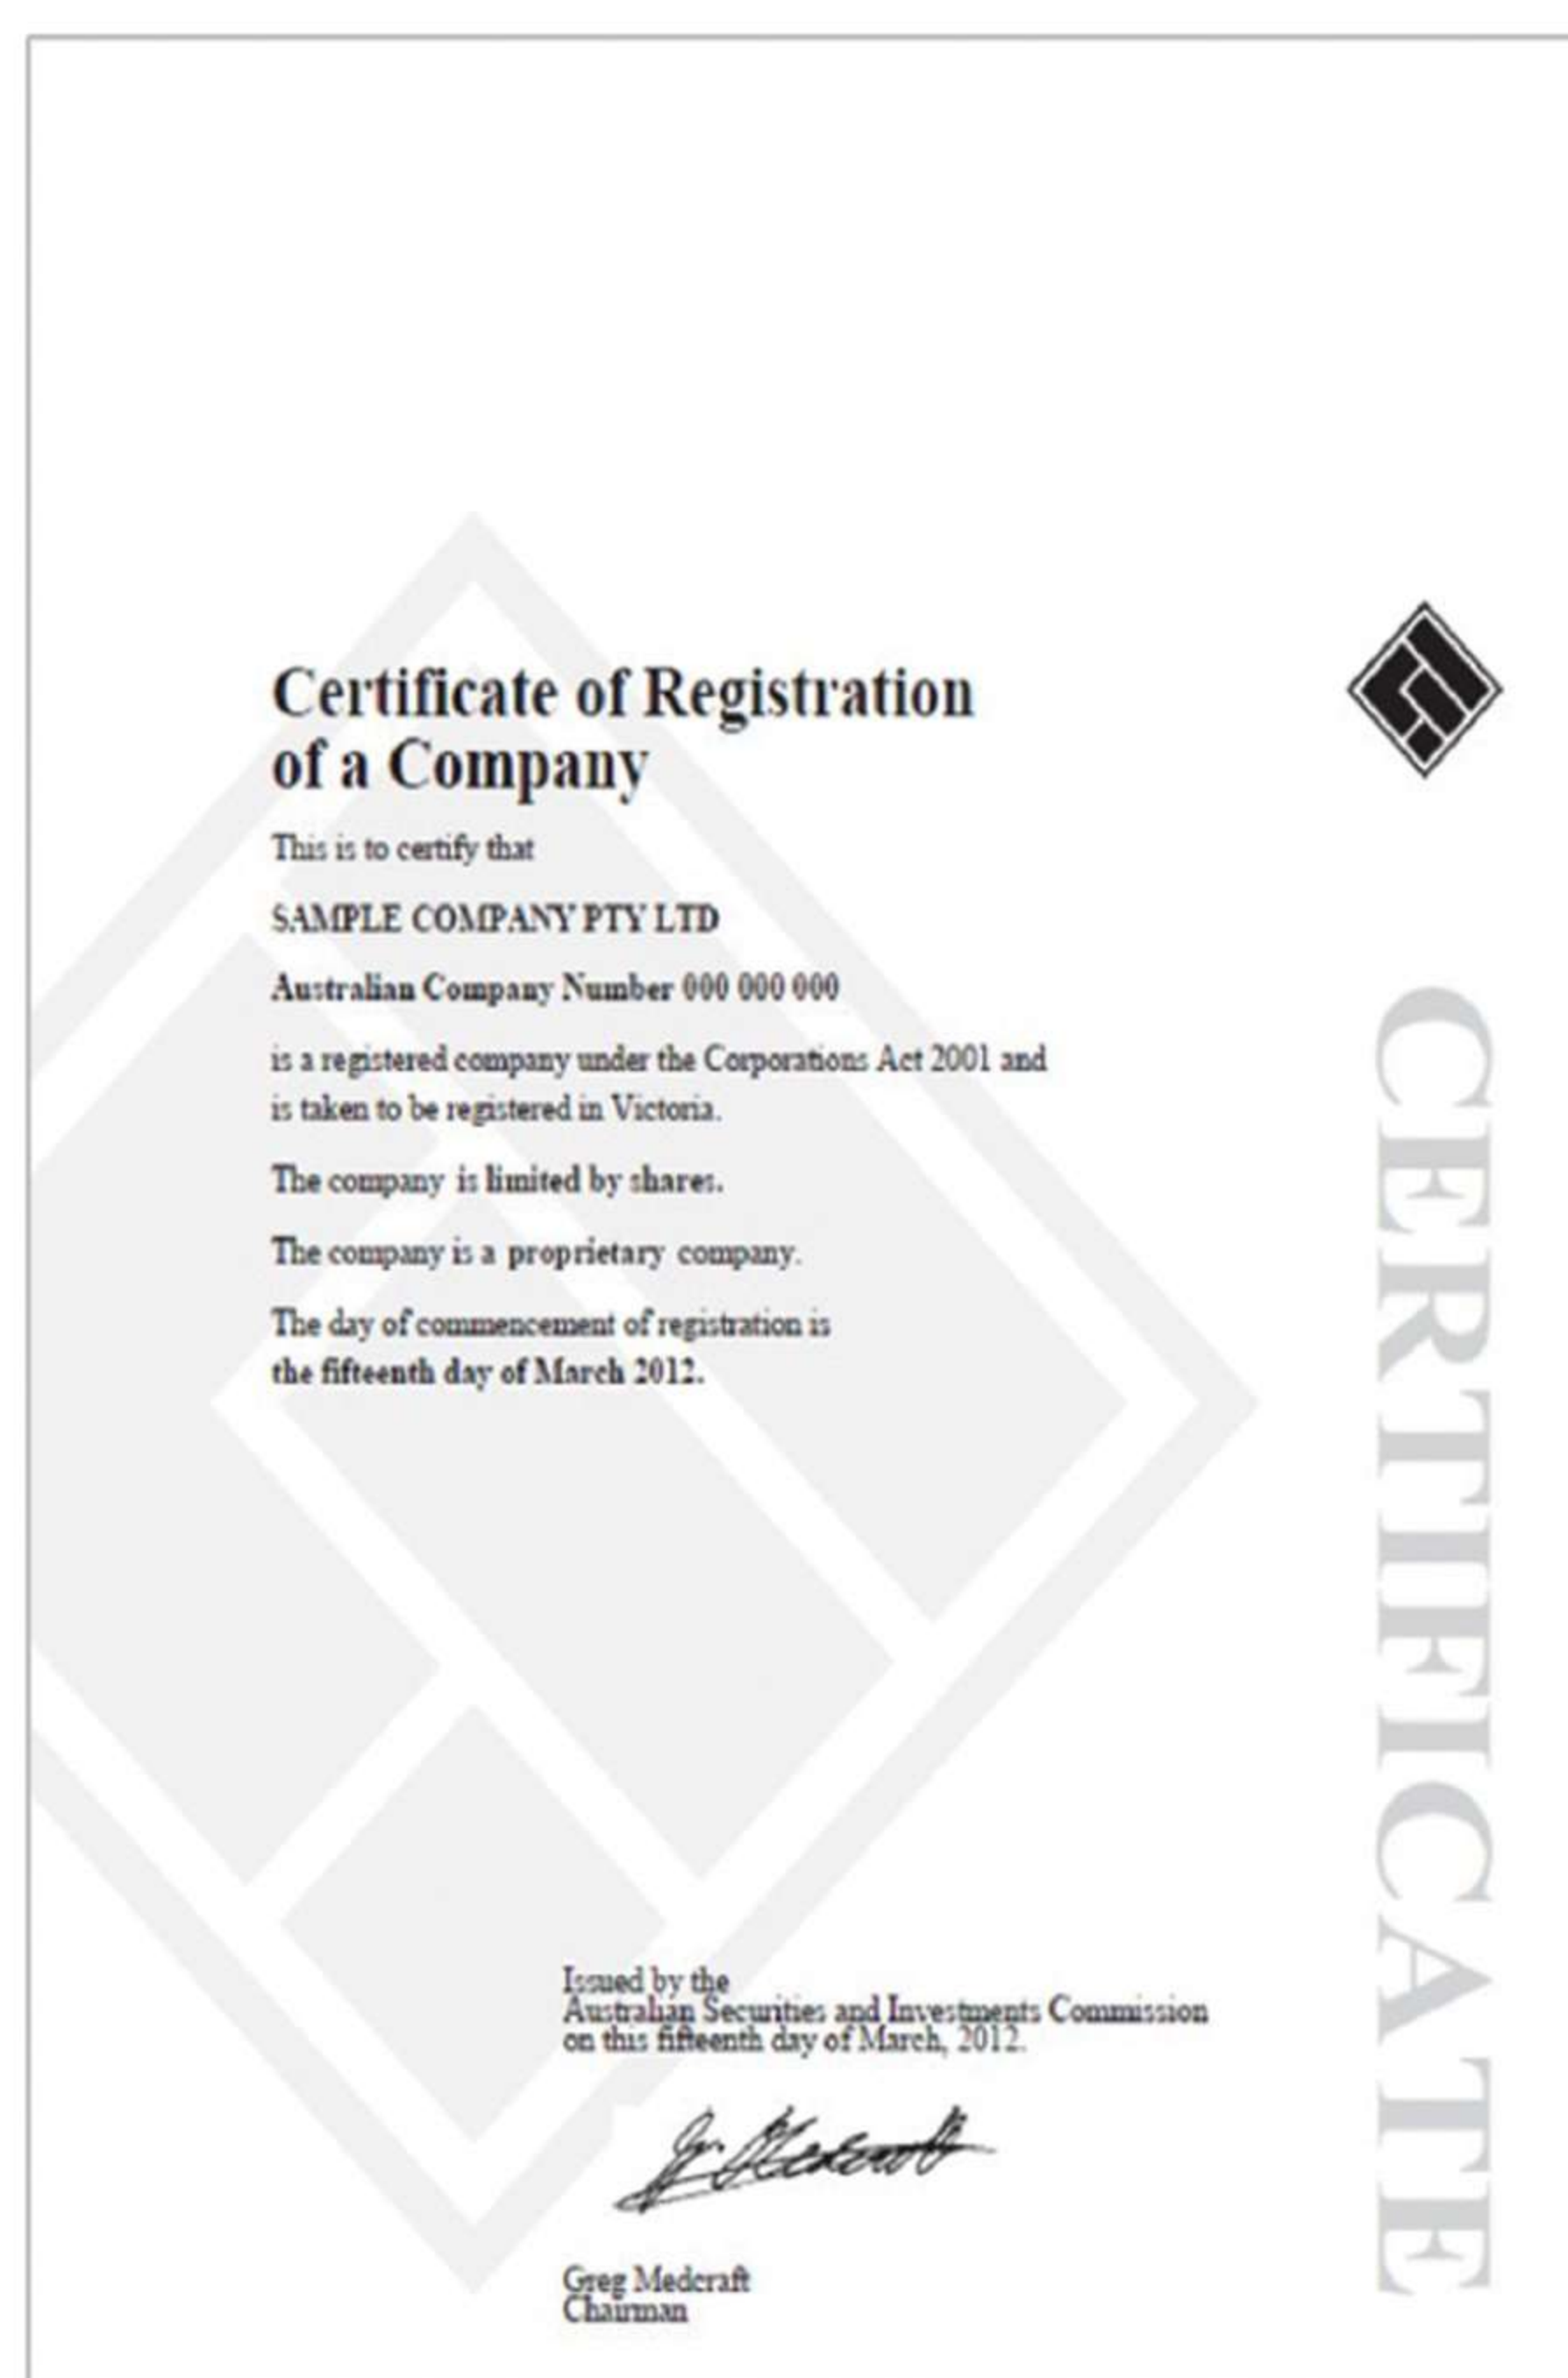 Certificate of Registration
of a Company
This is to certify that
SAMPLE COMPANY PTY LTD
Australian Company Number 000 000 000
is a registered company under the Corporations Act 2001 and
is taken to be registered in Victoria.
The company is limited by shares.
The company is a proprietary company.
The day of commencement of registration is
the fifteenth day of March 2012.
CERTIFICATE
Issued by the
Australian Securities and Investments Commission
on this fifteenth day of March, 2012.
G. Medcraft
Greg Medcraft
Chairman